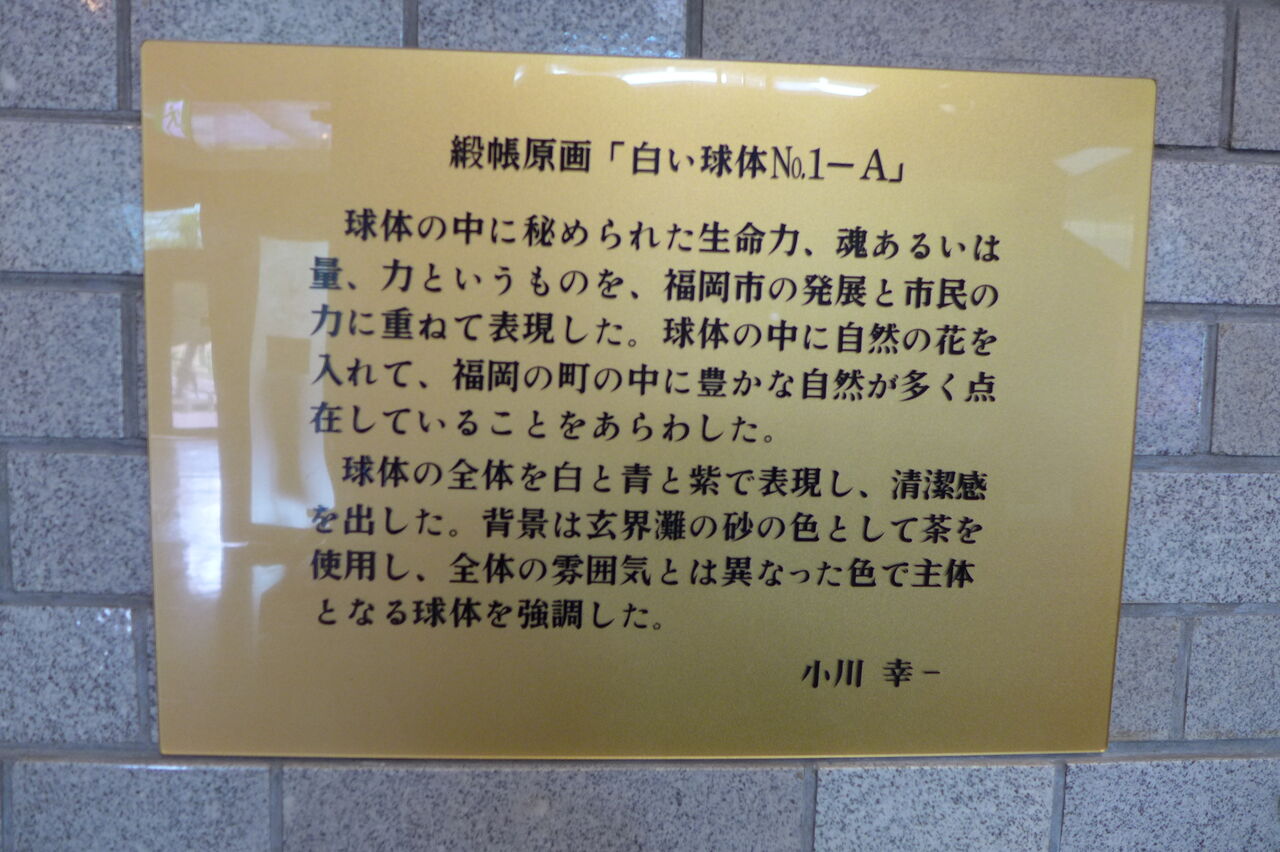 緞帳原画「白い球体№1－A」
球体の中に秘められた生命力、魂あるいは
量、力というものを、福岡市の発展と市民の
力に重ねて表現した。球体の中に自然の花を
入れて、福岡の町の中に豊かな自然が多く点
在していることをあらわした。
球体の全体を白と青と紫で表現し、清潔感
を出した。背景は玄界灘の砂の色として茶を
使用し、全体の雰囲気とは異なった色で主体
となる球体を強調した。
小川 幸一